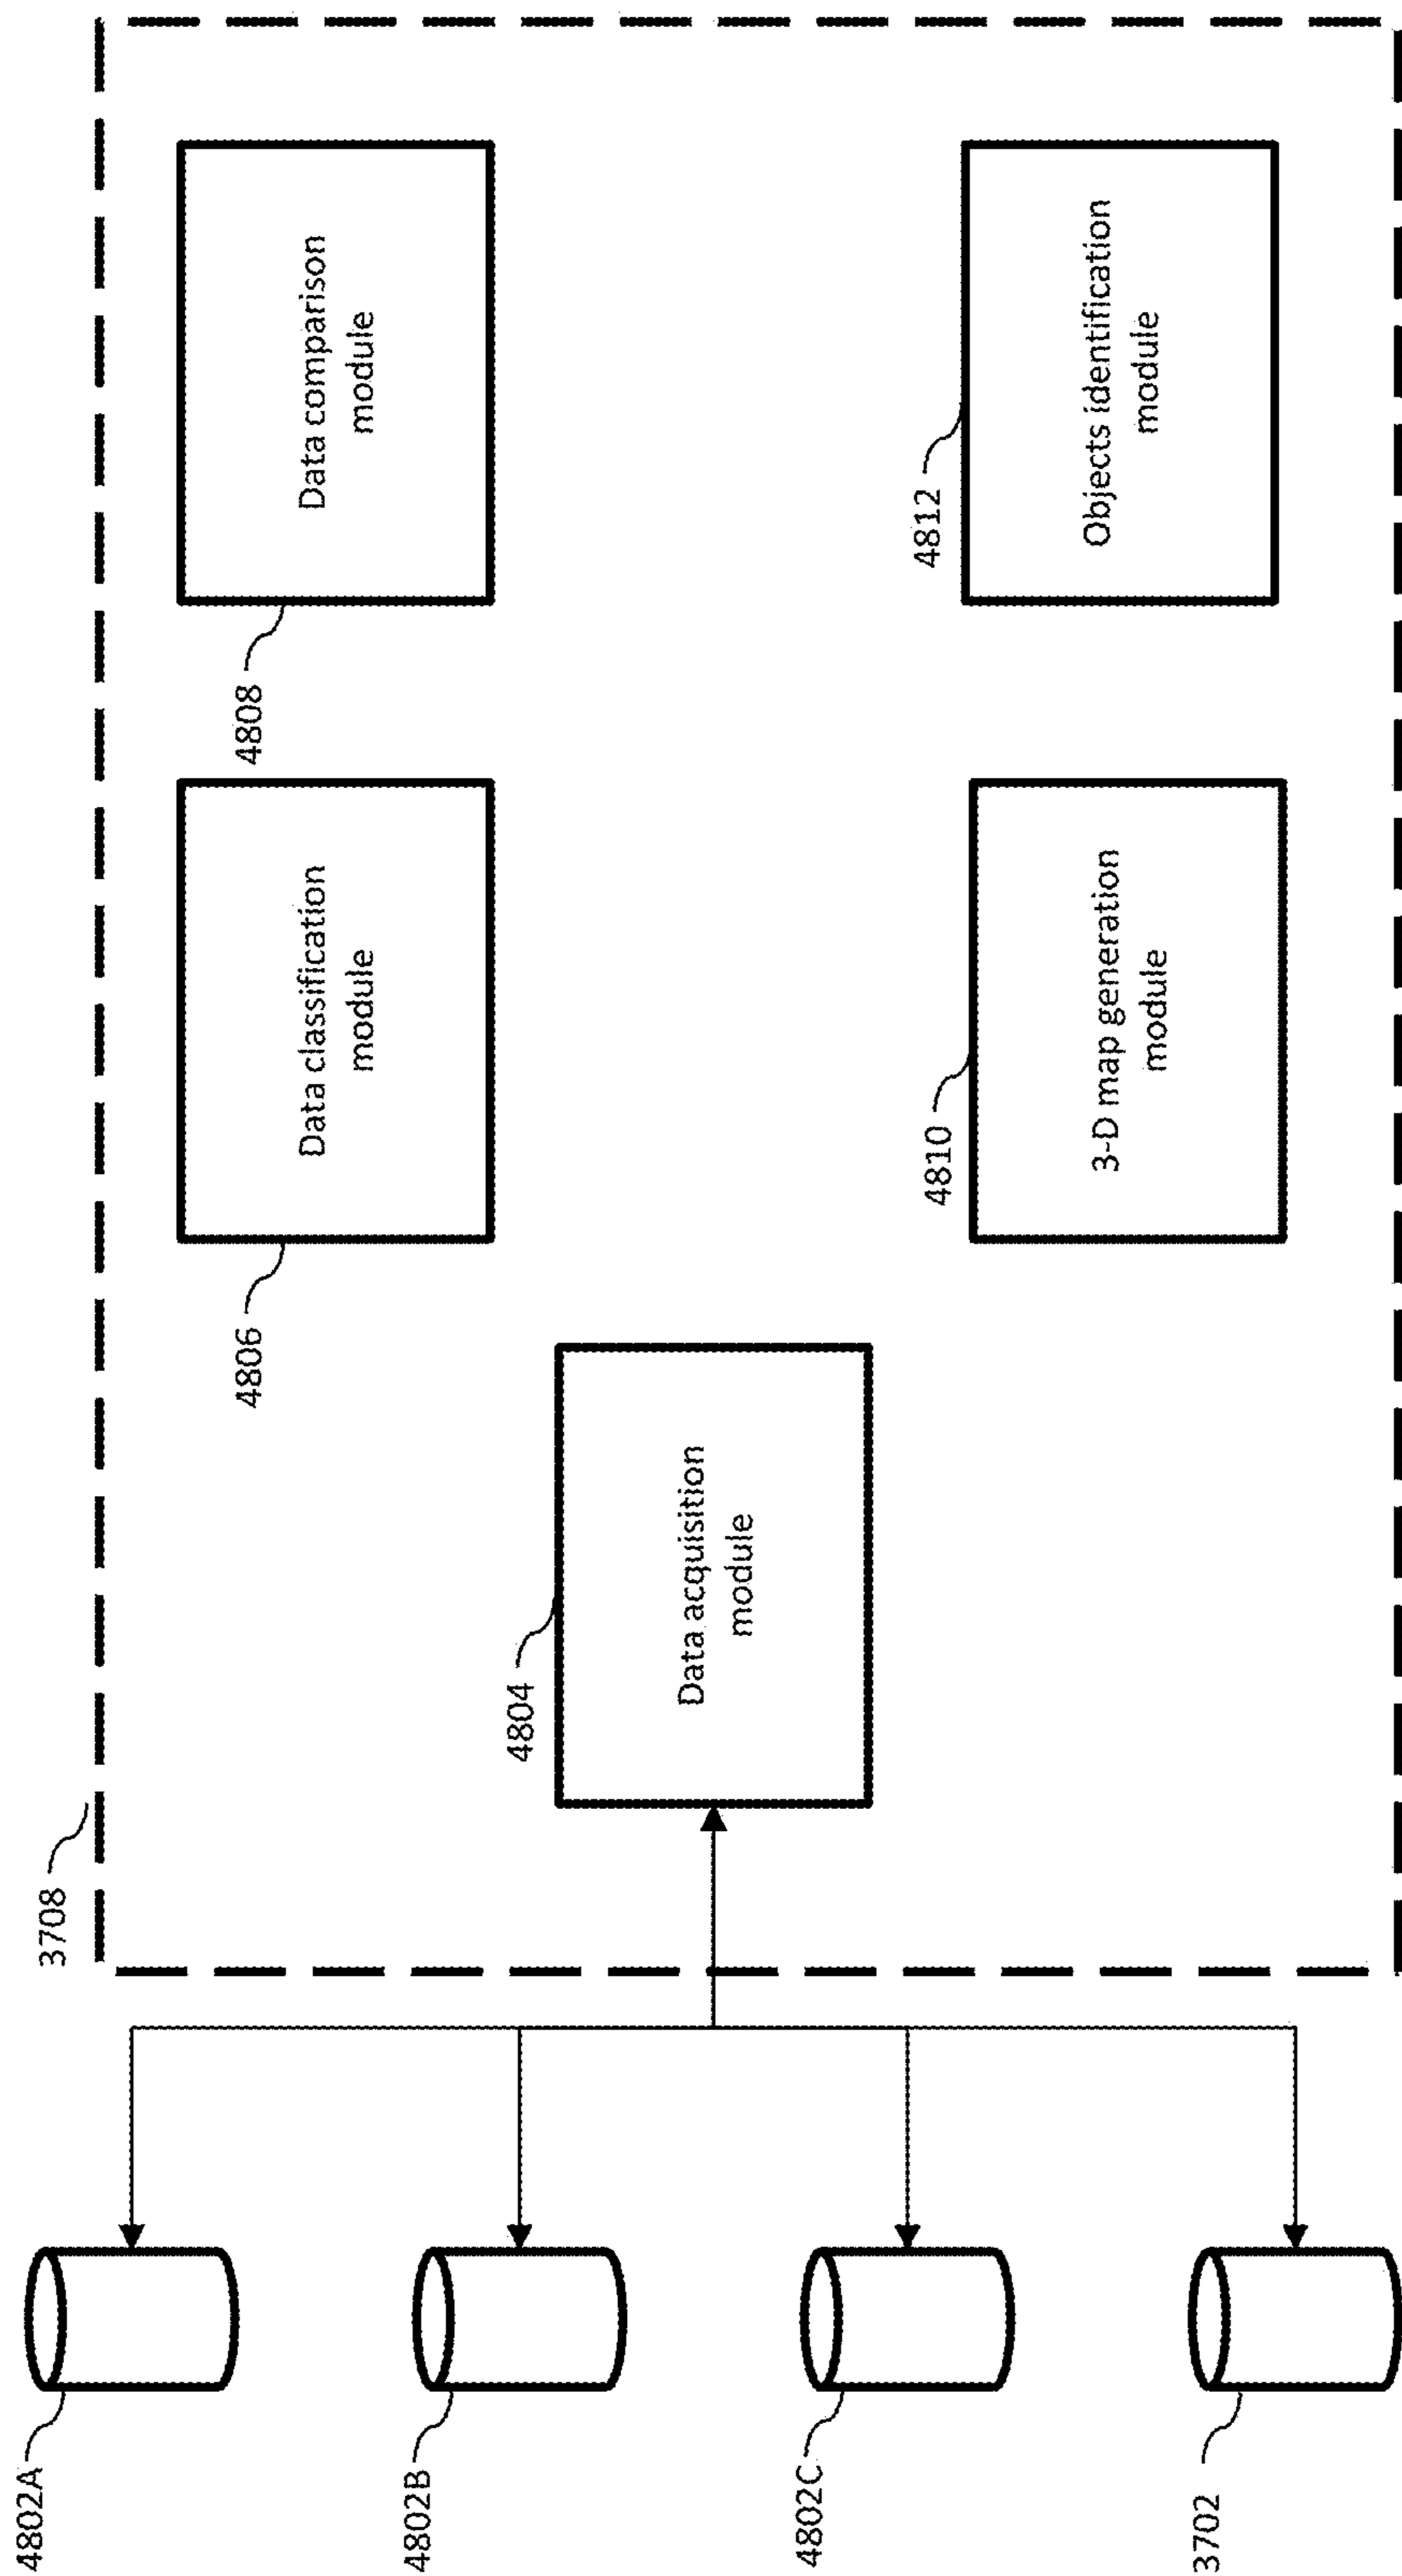 3708
4802A
4802B
4802C
3702
4804
Data acquisition
module
4806
Data classification
module
4808
Data comparison
module
4810
3-D map generation
module
4812
Objects identification
module